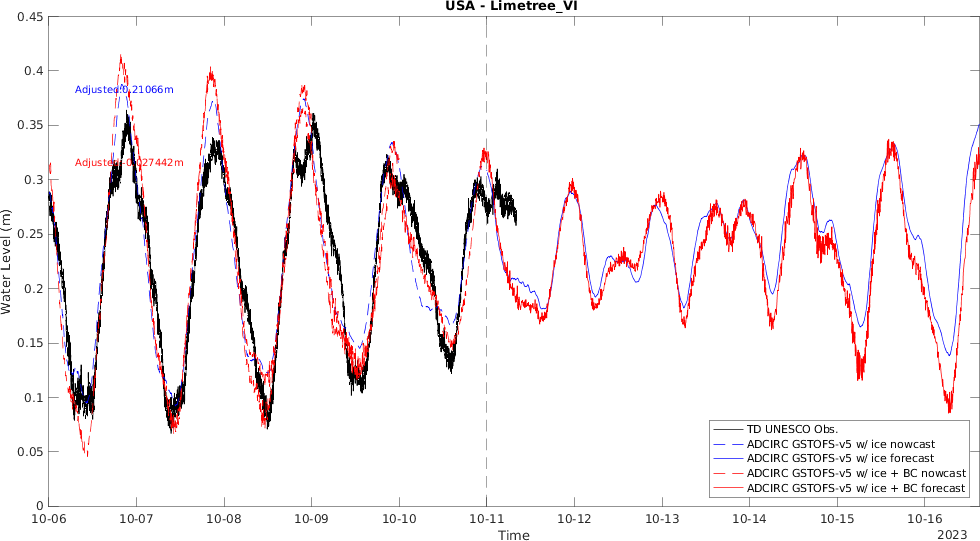 USA - Limetree_VI
Water Level (m)
0.45
0.4
0.35
0.3
0.25
0.2
0.15
0.1
0.05
0
Adjusted 0.21066m
TD UNESCO Obs.
ADCIRC GSTOFS-v5 w/ ice nowcast
ADCIRC GSTOFS-v5 w/ ice forecast
ADCIRC GSTOFS-v5 w/ ice + BC nowcast
ADCIRC GSTOFS-v5 w/ ice + BC forecast
10-06 10-07 10-08 10-09 10-10 10-11 10-12 10-13 10-14 10-15 10-16
Time
2023